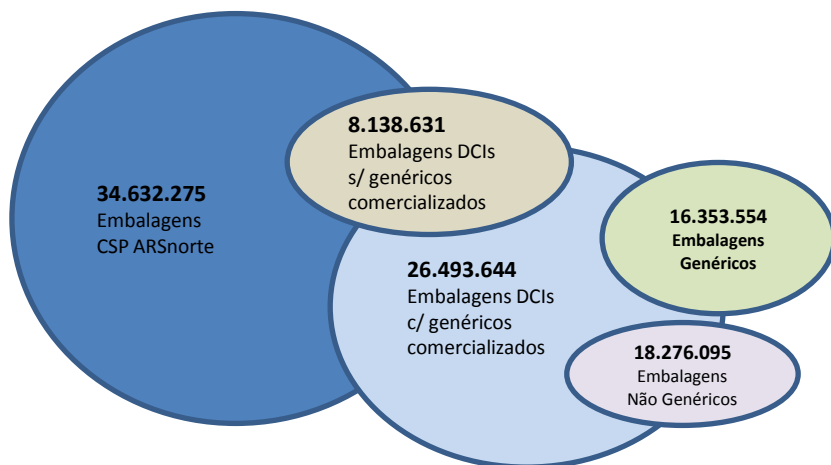 34.632.275
Embalagens
CSP ARSnorte
8.138.631
Embalagens DCIs
s/ genéricos
comercializados
26.493.644
Embalagens DCIs
c/ genéricos
comercializados
16.353.554
Embalagens
Genéricos
18.276.095
Embalagens
Não Genéricos